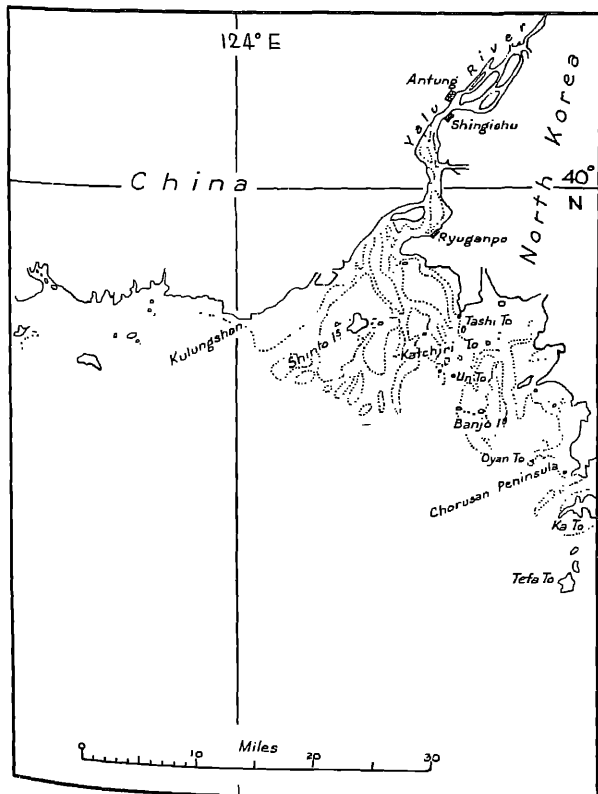 124° E
Yalu River
Antung
Shingishu
North Korea
China
40°
N
Ryuganpo
Tashi To
Kulungshan
Shinto Is
Katchiri To
Un To
Banjo Is
Oyan To
Chorusan Peninsula
Ka To
Tefa To
Miles
0 10 20 30